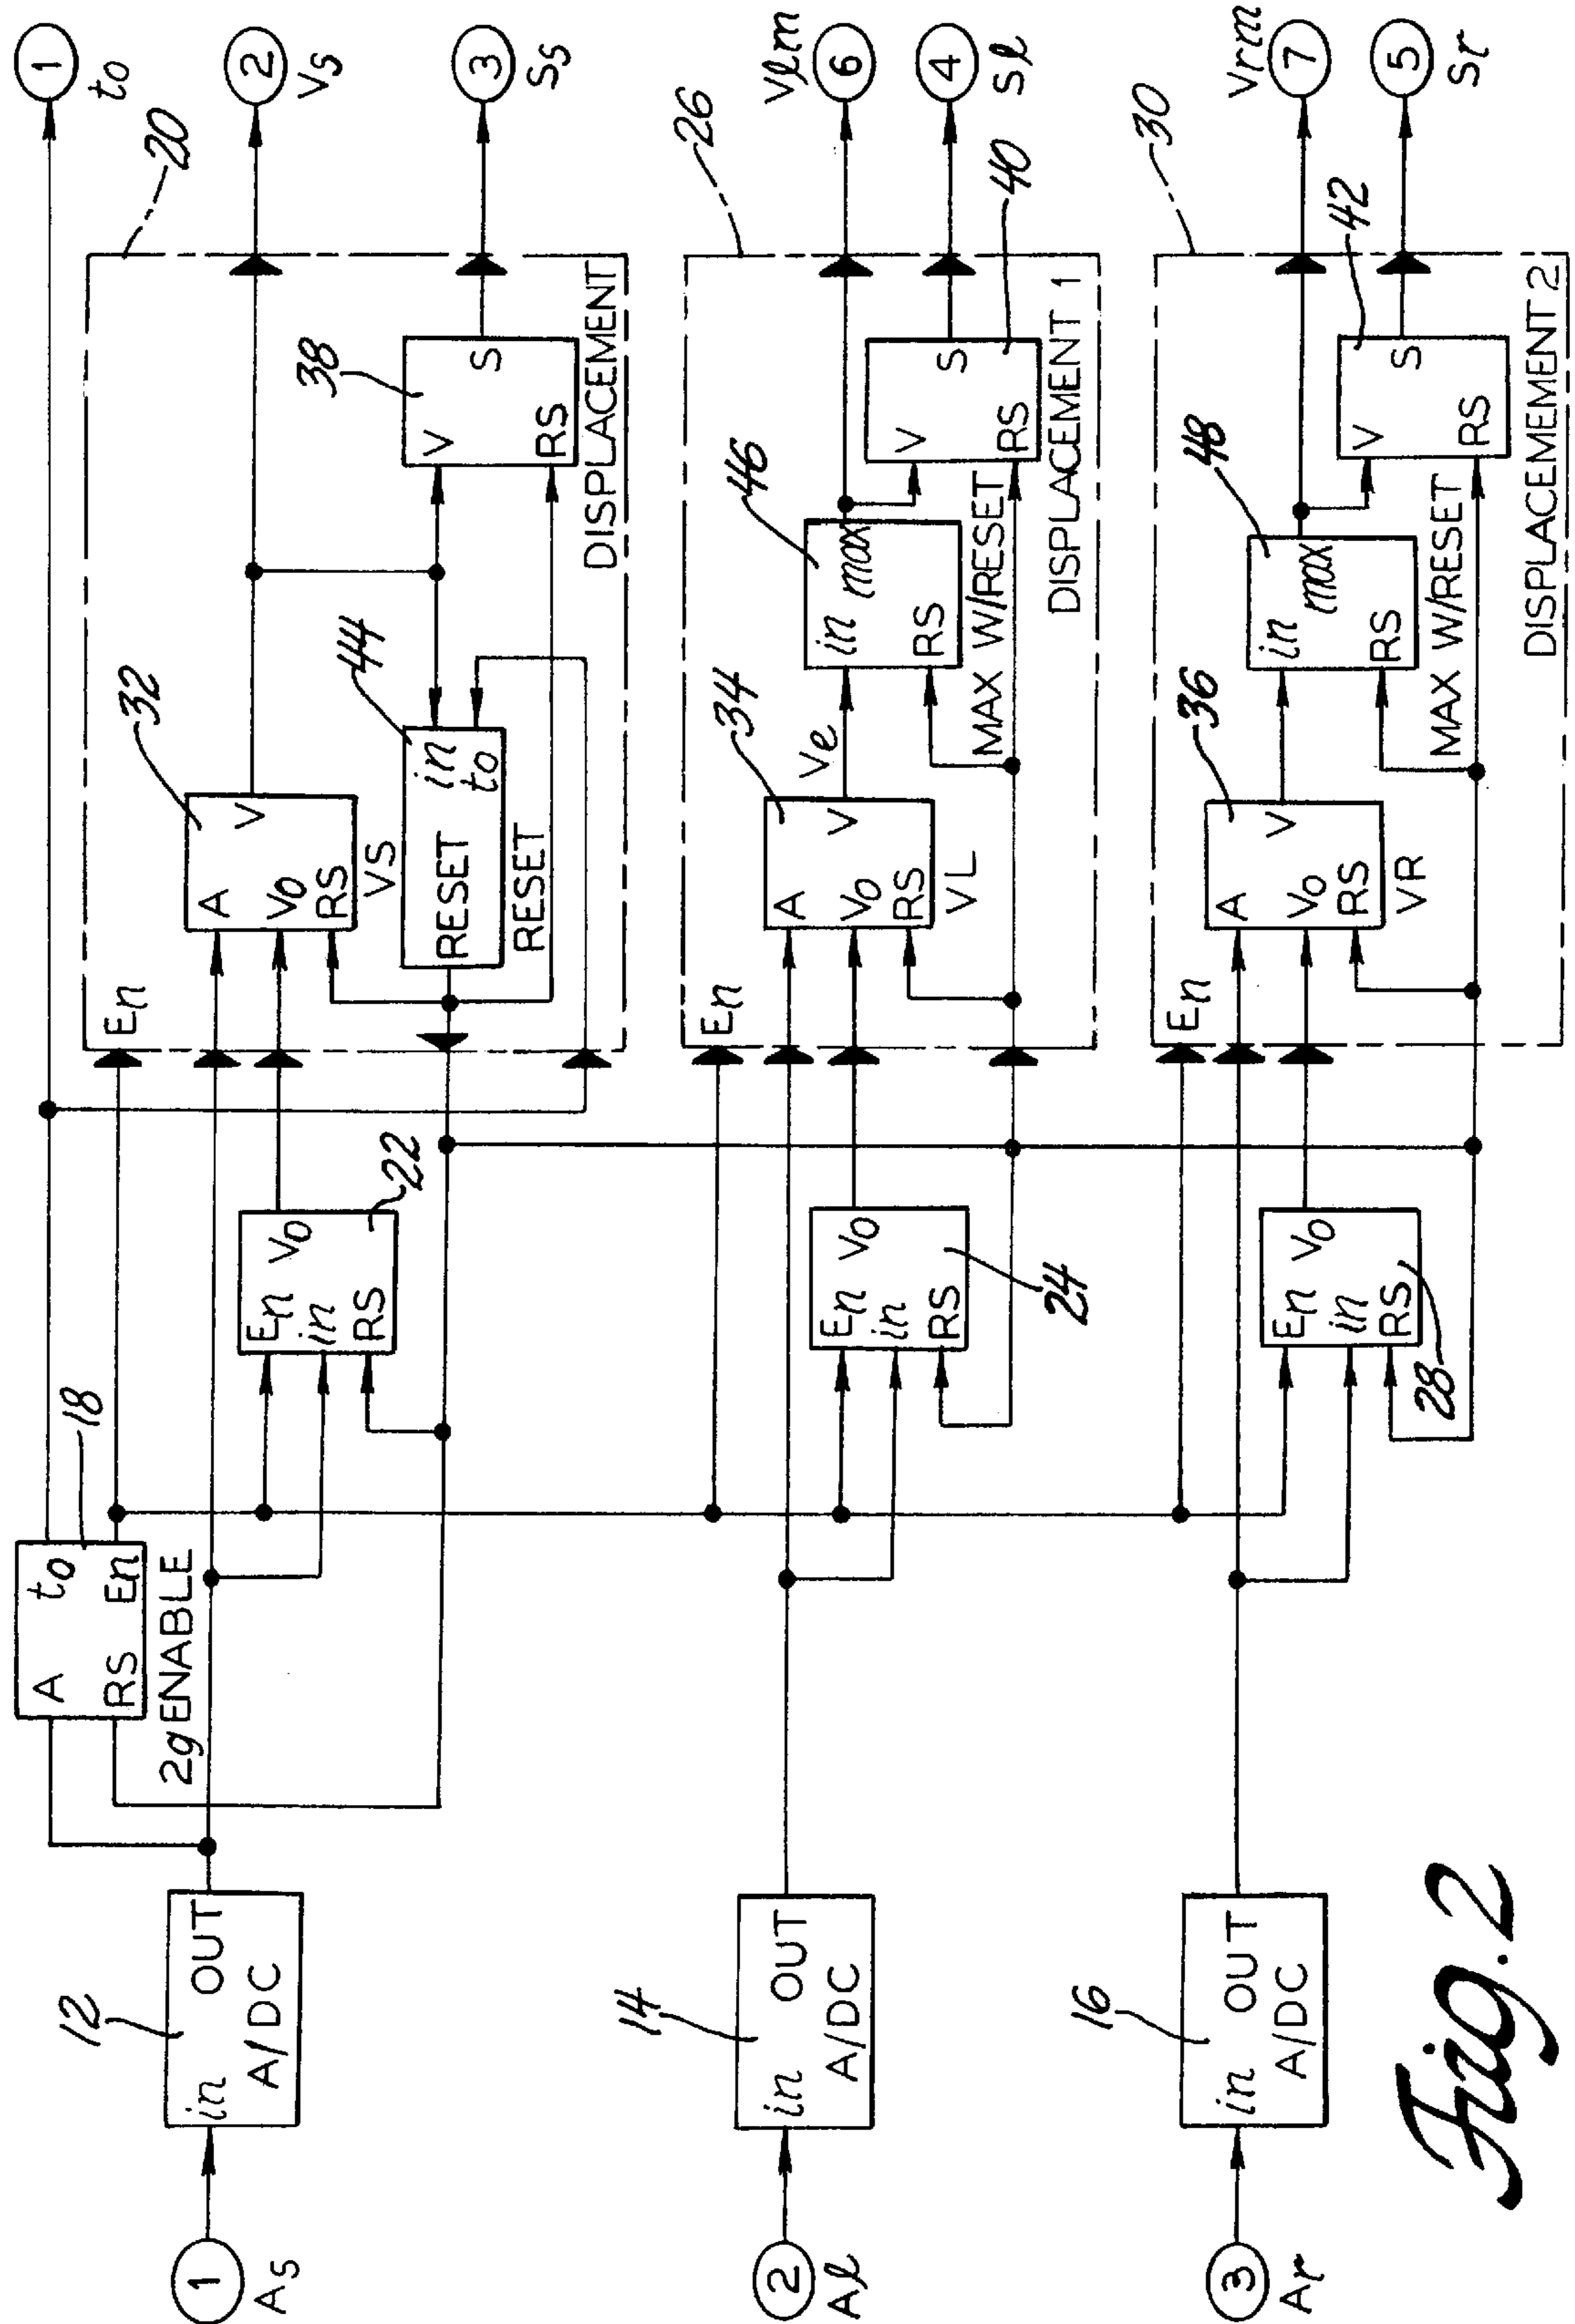 1
As
in OUT
A/DC
12
A to
RS En
18
2g ENABLE
En Vo
in
RS
22
En
A
V
Vo
RS
32
VS
in
to
RESET
44
RESET
V
S
RS
38
DISPLACEMENT
20
1
to
2
Vs
3
Ss
2
Al
in OUT
A/DC
14
En Vo
in
RS
24
En
A
V
Vo
RS
34
VL
Ve
in
max
RS
46
MAX W/RESET
V
S
RS
40
DISPLACEMENT 1
26
Vlm
6
4
Sl
3
Ar
in OUT
A/DC
16
En Vo
in
RS
28
En
A
V
Vo
RS
36
VR
in
max
RS
48
MAX W/RESET
V
S
RS
42
DISPLACEMENT 2
30
Vrm
7
5
Sr
Fig. 2